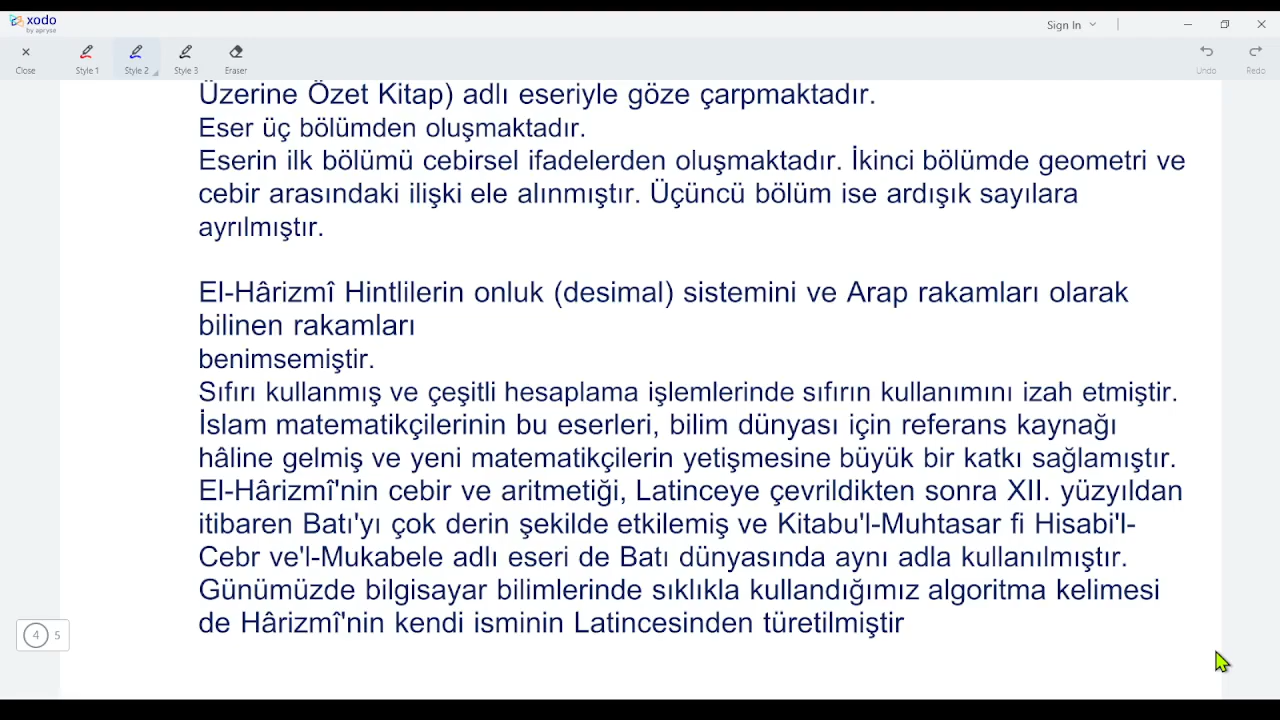 xodo
by apryse
Sign In
Close
Style 1
Style 2
Style 3
Eraser
Undo
Redo
Üzerine Özet Kitap) adlı eseriyle göze çarpmaktadır.
Eser üç bölümden oluşmaktadır.
Eserin ilk bölümü cebirsel ifadelerden oluşmaktadır. İkinci bölümde geometri ve
cebir arasındaki ilişki ele alınmıştır. Üçüncü bölüm ise ardışık sayılara
ayrılmıştır.
El-Hârizmî Hintlilerin onluk (desimal) sistemini ve Arap rakamları olarak
bilinen rakamları
benimsemiştir.
Sıfırı kullanmış ve çeşitli hesaplama işlemlerinde sıfırın kullanımını izah etmiştir.
İslam matematikçilerinin bu eserleri, bilim dünyası için referans kaynağı
hâline gelmiş ve yeni matematikçilerin yetişmesine büyük bir katkı sağlamıştır.
El-Hârizmî'nin cebir ve aritmetiği, Latinceye çevrildikten sonra XII. yüzyıldan
itibaren Batı'yı çok derin şekilde etkilemiş ve Kitabu'l-Muhtasar fi Hisabi'l-
Cebr ve'l-Mukabele adlı eseri de Batı dünyasında aynı adla kullanılmıştır.
Günümüzde bilgisayar bilimlerinde sıklıkla kullandığımız algoritma kelimesi
de Hârizmî'nin kendi isminin Latincesinden türetilmiştir
4 5